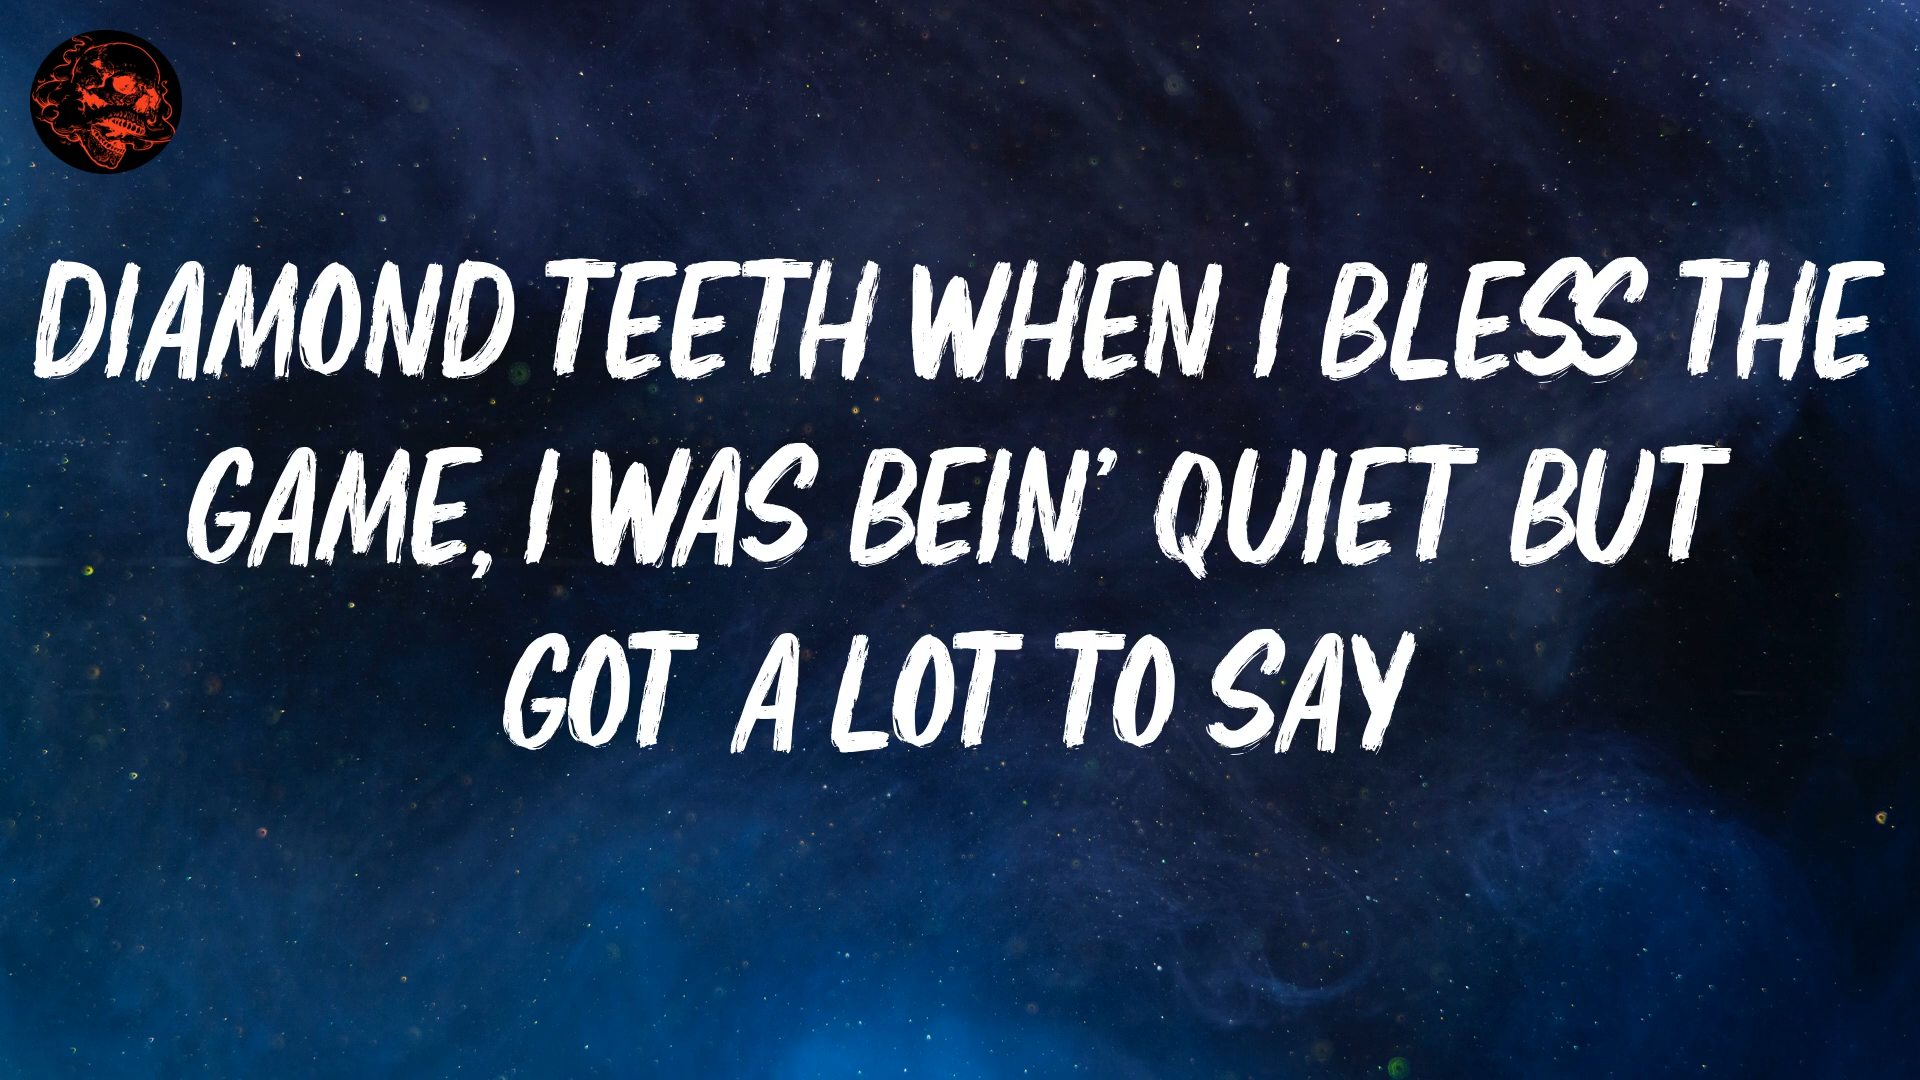 DIAMOND TEETH WHEN I BLESS THE
GAME, I WAS BEIN' QUIET BUT
GOT A LOT TO SAY